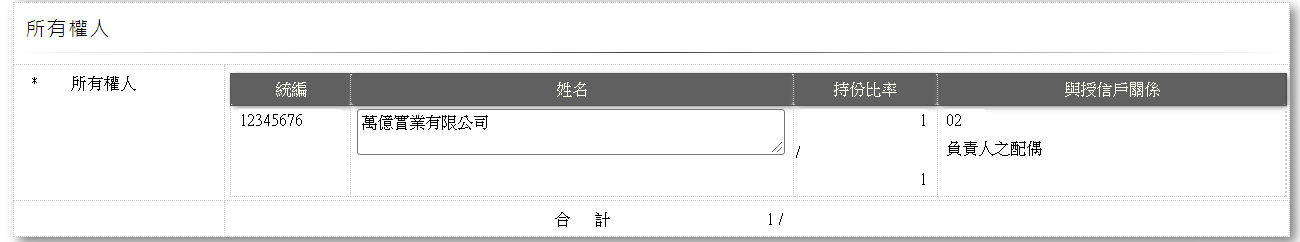 所有權人
* 所有權人
統編 姓名 持份比率 與授信戶關係
12345676 萬億實業有限公司 1 02
/ 負責人之配偶
1
合 計 1 /